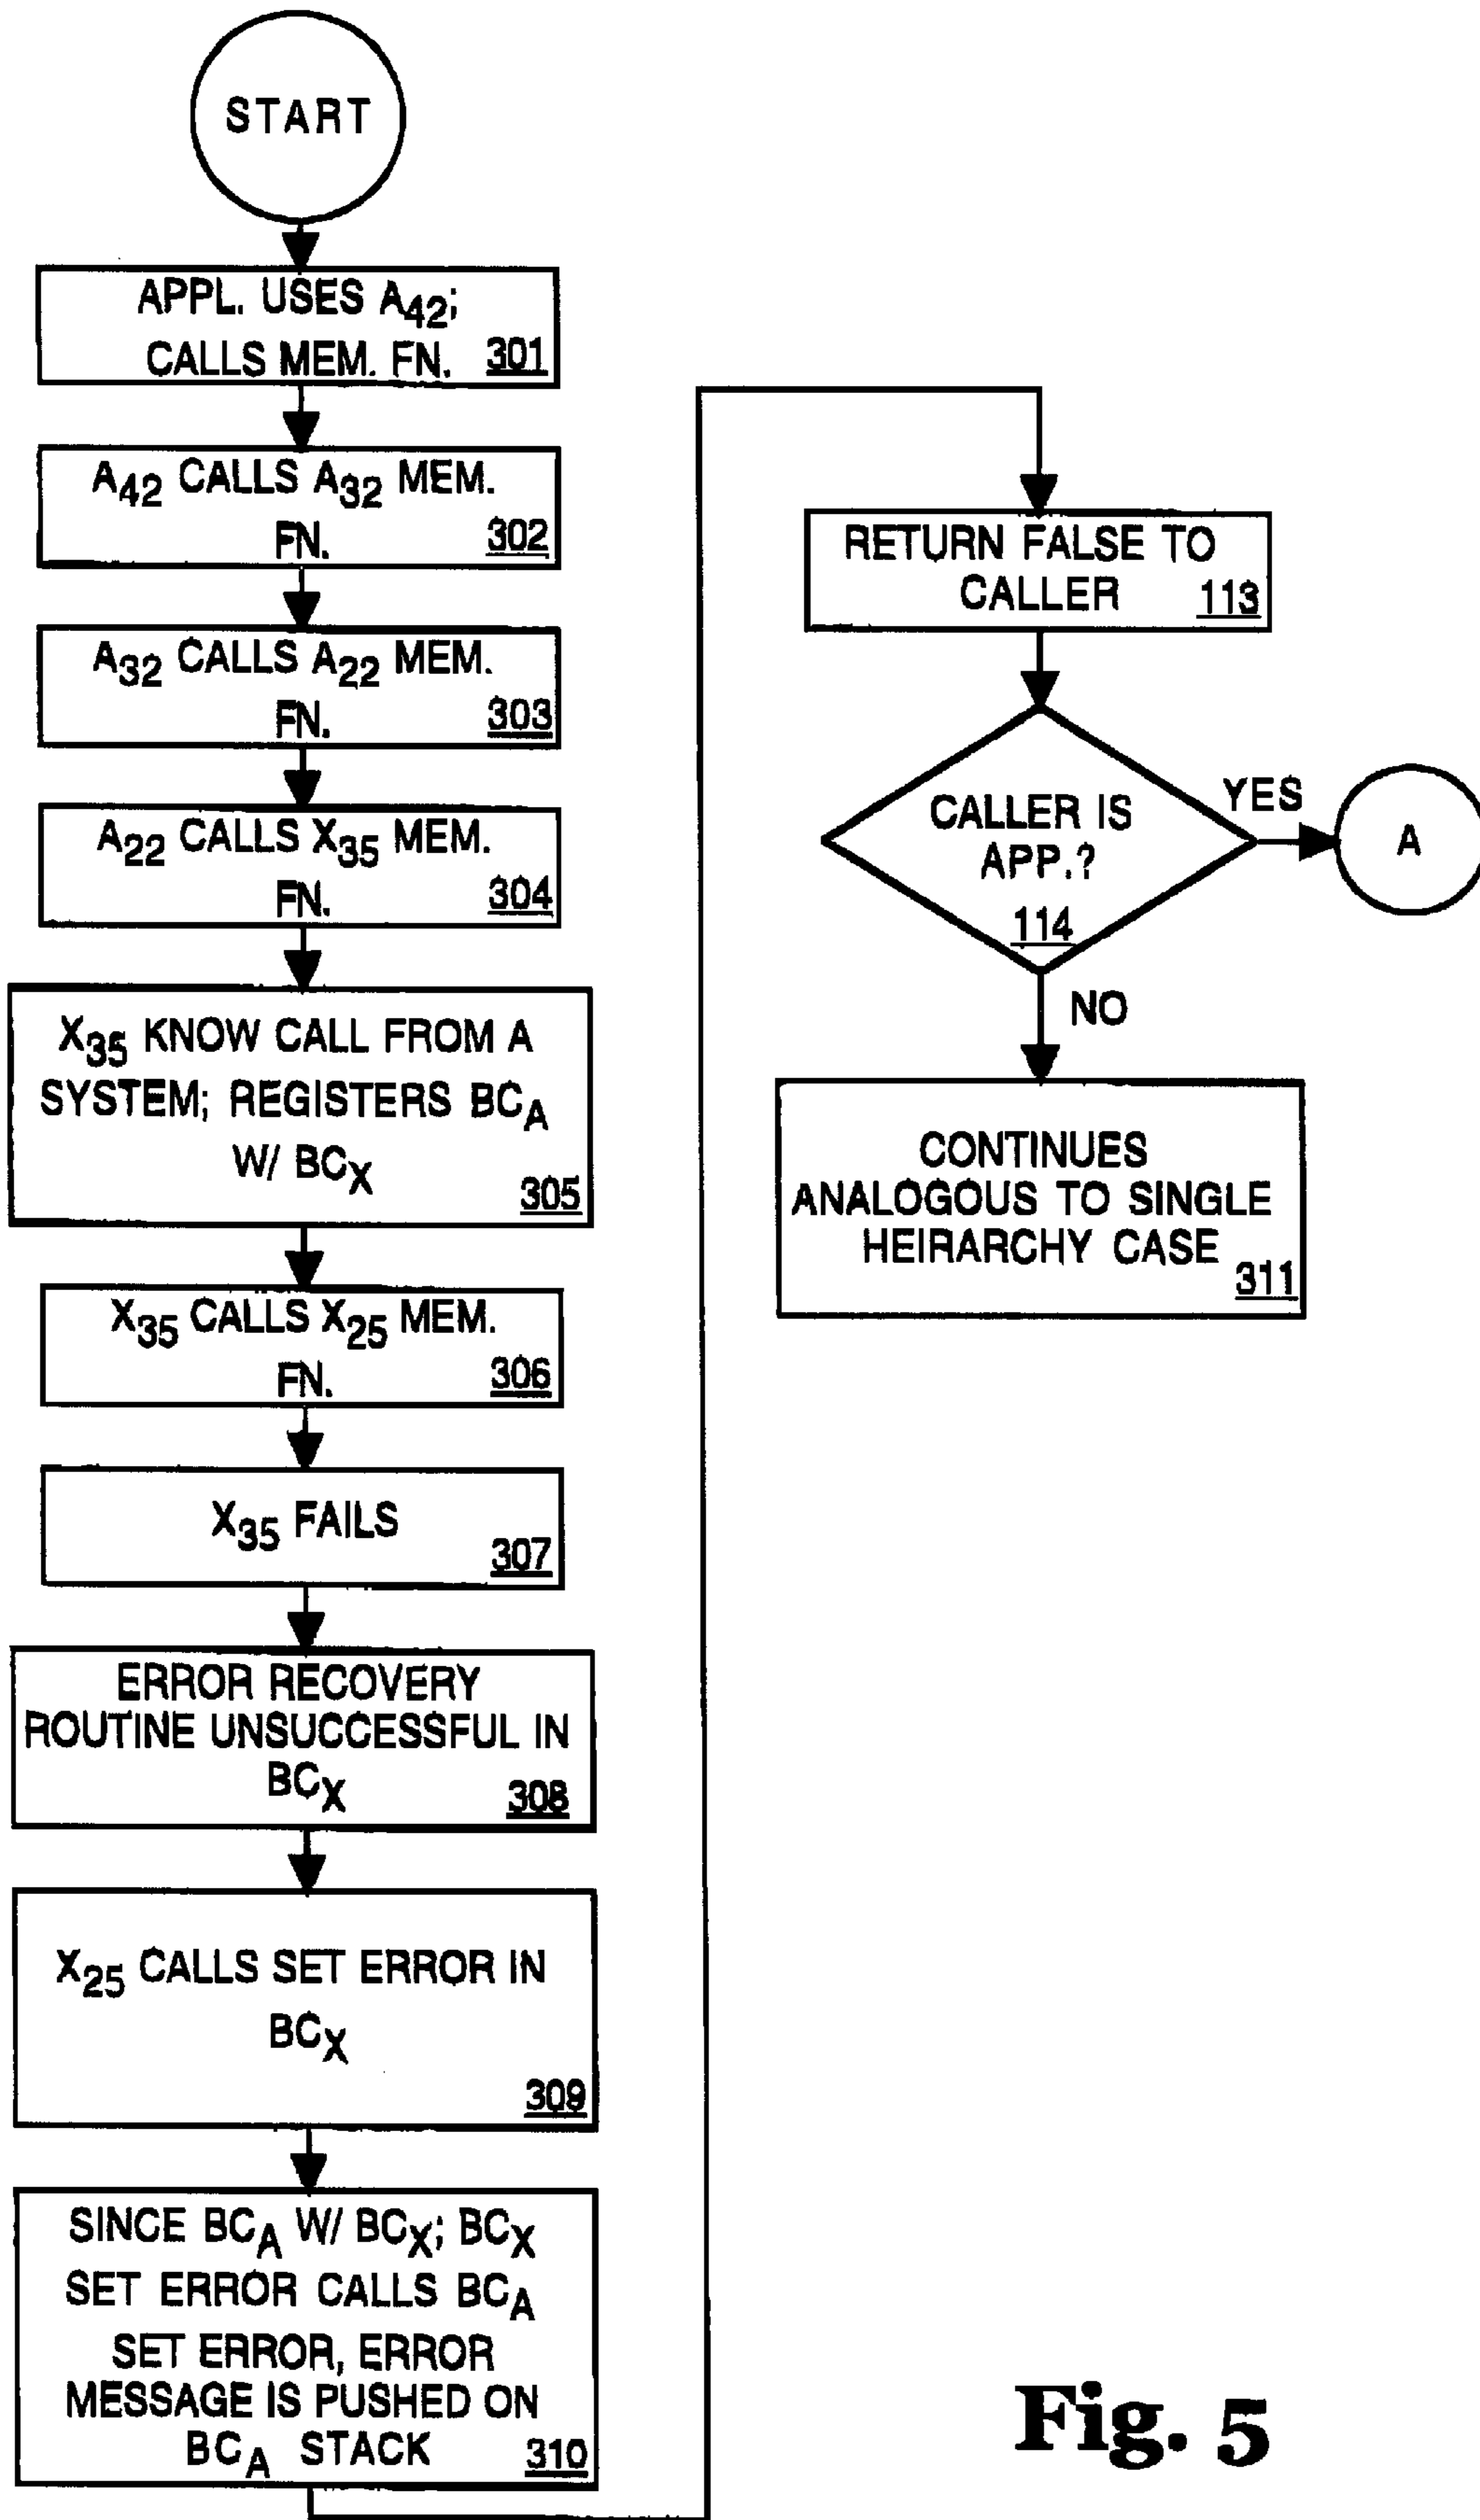 START
APPL. USES A42;
CALLS MEM. FN. 301
A42 CALLS A32 MEM.
FN. 302
A32 CALLS A22 MEM.
FN. 303
A22 CALLS X35 MEM.
FN. 304
X35 KNOW CALL FROM A
SYSTEM; REGISTERS BCA
W/ BCX 305
X35 CALLS X25 MEM.
FN. 306
X35 FAILS
307
ERROR RECOVERY
ROUTINE UNSUCCESSFUL IN
BCX 308
X25 CALLS SET ERROR IN
BCX
309
SINCE BCA W/ BCX; BCX
SET ERROR CALLS BCA
SET ERROR, ERROR
MESSAGE IS PUSHED ON
BCA STACK 310
RETURN FALSE TO
CALLER 113
CALLER IS
APP.?
114
YES
A
NO
CONTINUES
ANALOGOUS TO SINGLE
HEIRARCHY CASE
311
Fig. 5